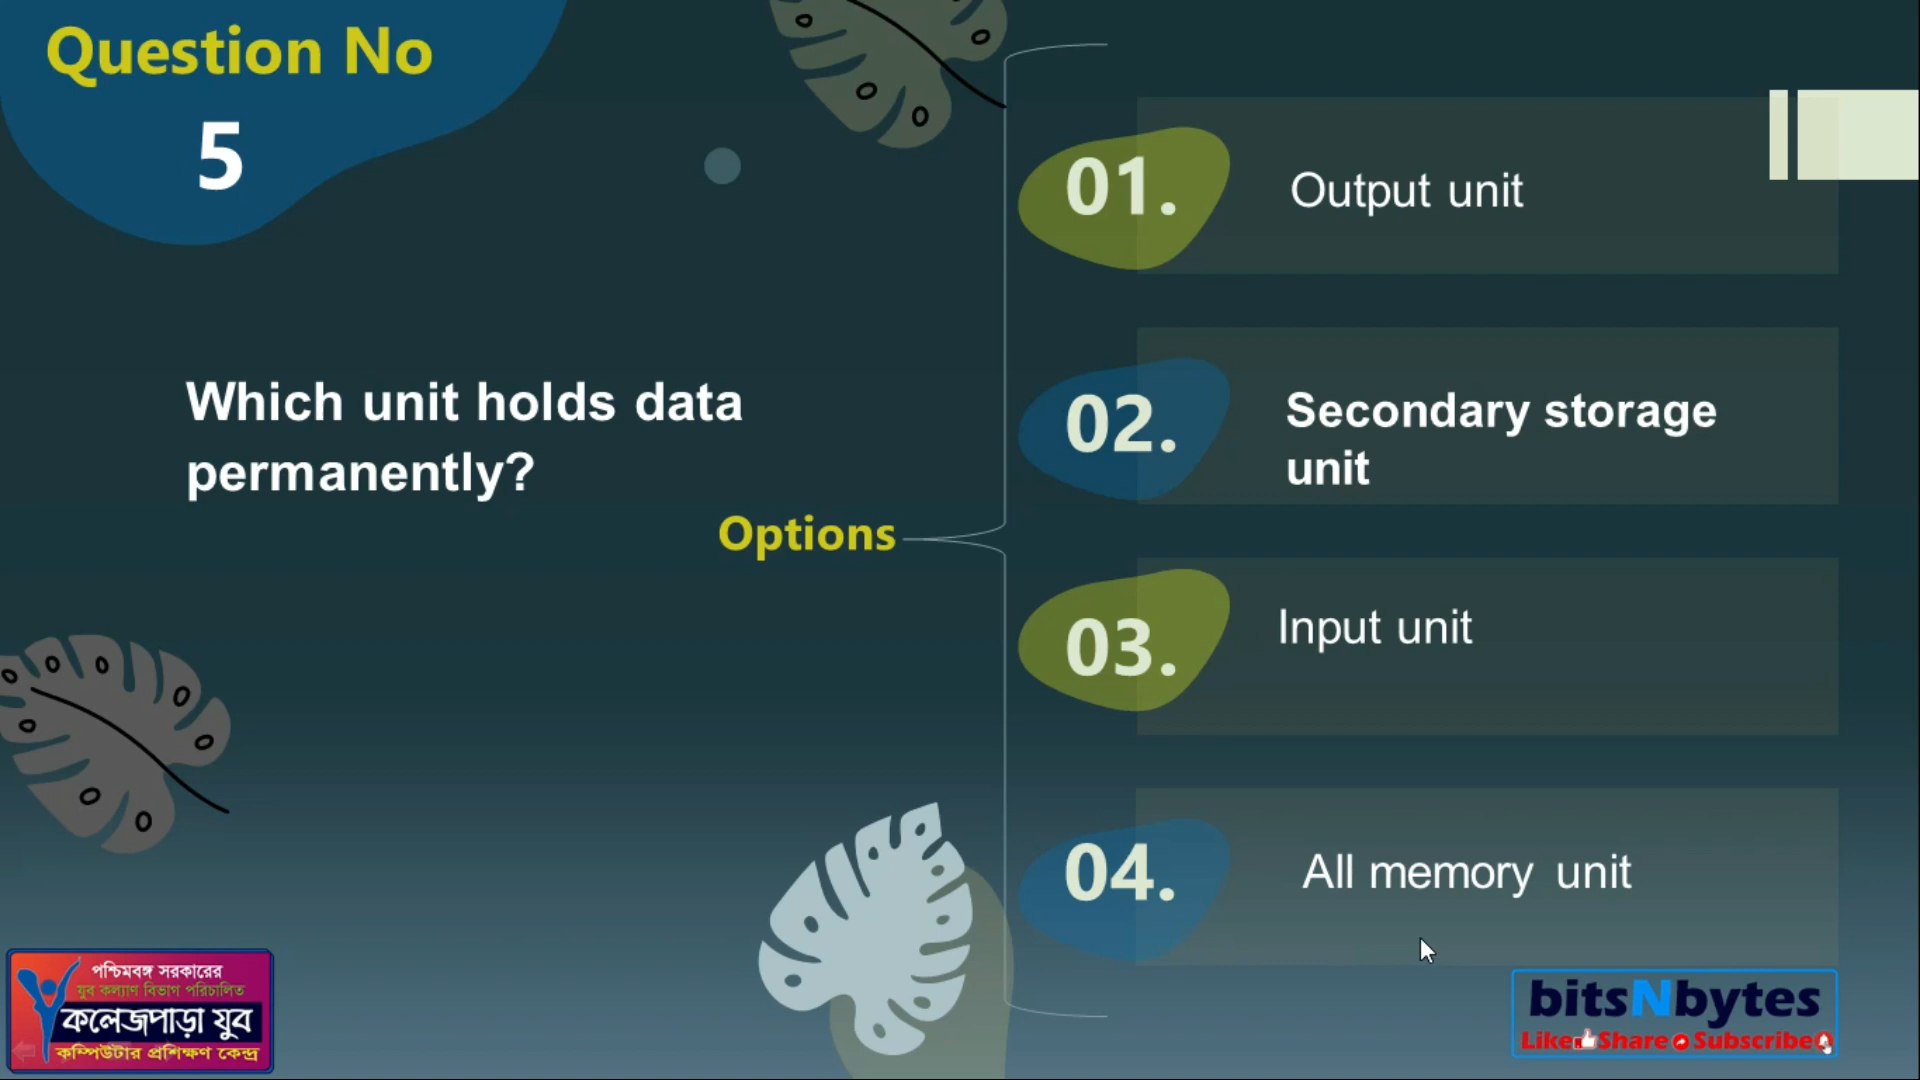 Question No
5
Which unit holds data
permanently?
Options
01.
Output unit
02.
Secondary storage
unit
03.
Input unit
04.
All memory unit
পশ্চিমবঙ্গ সরকারের
যুব কল্যাণ বিভাগ পরিচালিত
কলেজপাড়া যুব
কম্পিউটার প্রশিক্ষণ কেন্দ্র
bitsNbytes
Like Share Subscribe